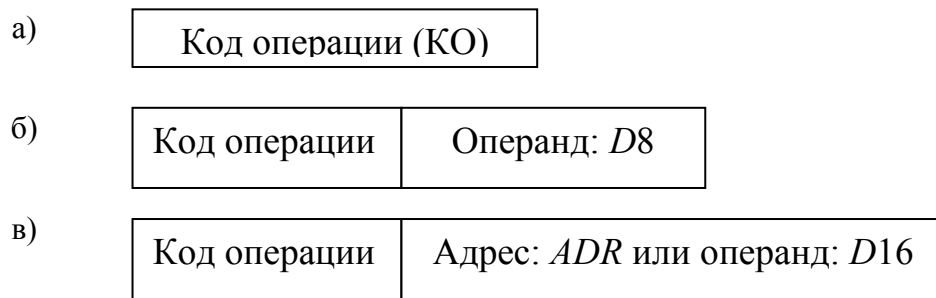 а) Код операции (КО)
б) Код операции Операнд: D8
в) Код операции Адрес: ADR или операнд: D16